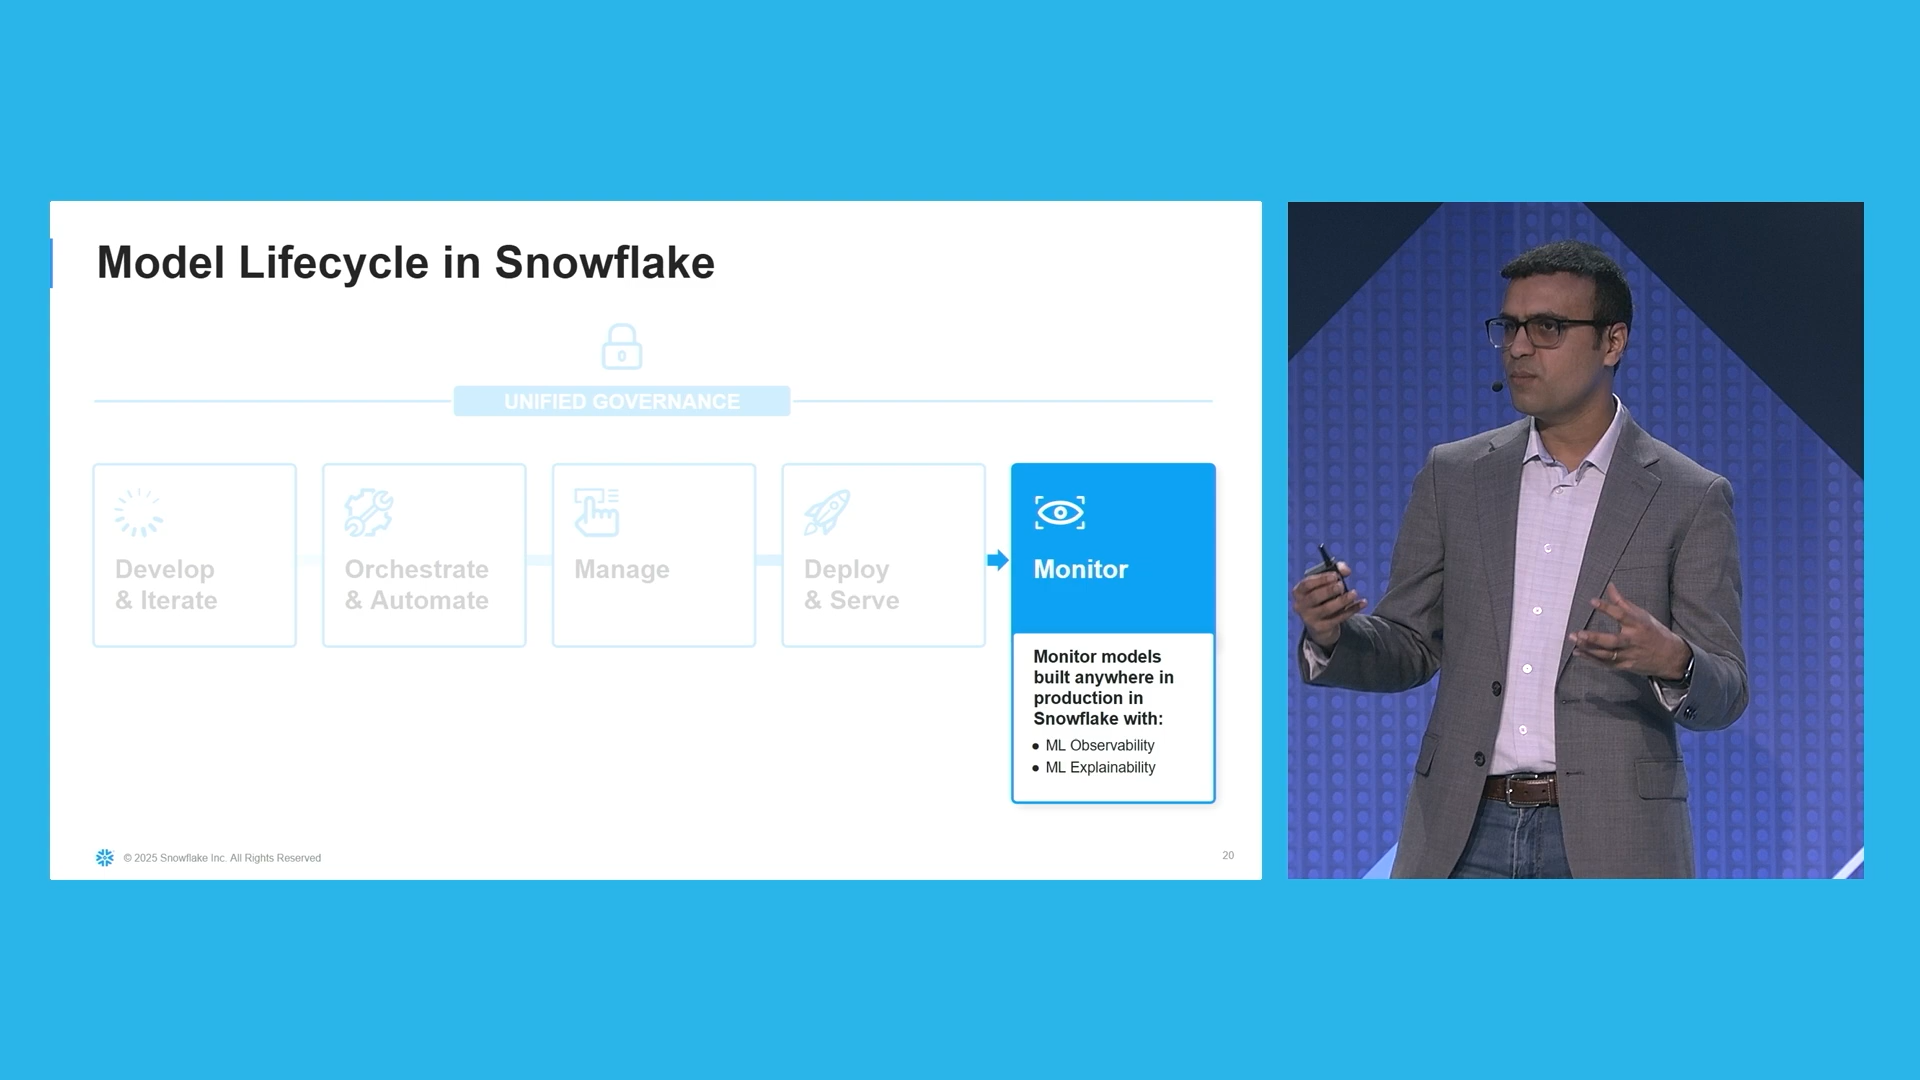 Model Lifecycle in Snowflake
UNIFIED GOVERNANCE
Develop
& Iterate
Orchestrate
& Automate
Manage
Deploy
& Serve
Monitor
Monitor models
built anywhere in
production in
Snowflake with:
● ML Observability
● ML Explainability
© 2025 Snowflake Inc. All Rights Reserved
20